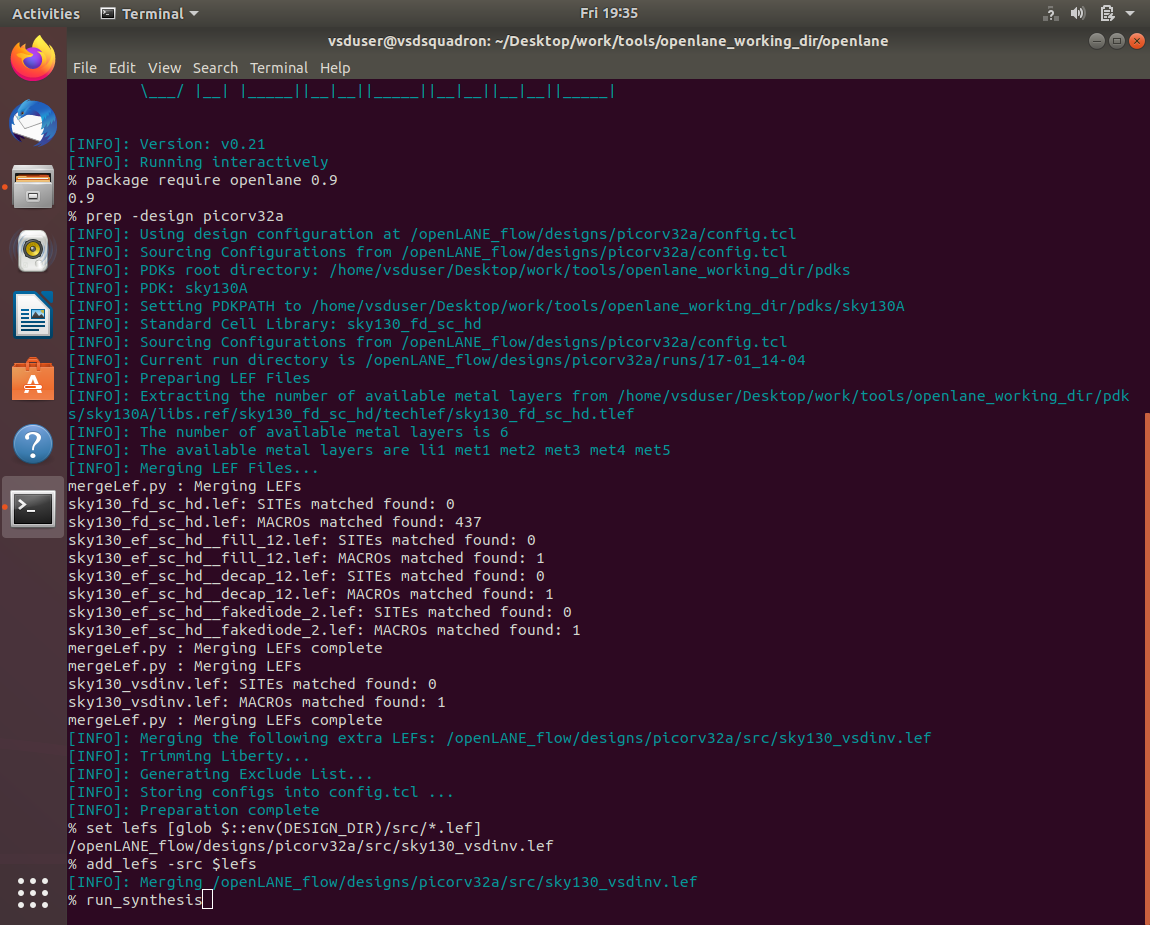 Activities Terminal Fri 19:35
vsduser@vsdsquadron: ~/Desktop/work/tools/openlane_working_dir/openlane
File Edit View Search Terminal Help
\___/ |__| |_____||__|__||_____||__|__||__|__||_____|
[INFO]: Version: v0.21
[INFO]: Running interactively
% package require openlane 0.9
0.9
% prep -design picorv32a
[INFO]: Using design configuration at /openLANE_flow/designs/picorv32a/config.tcl
[INFO]: Sourcing Configurations from /openLANE_flow/designs/picorv32a/config.tcl
[INFO]: PDKs root directory: /home/vsduser/Desktop/work/tools/openlane_working_dir/pdks
[INFO]: PDK: sky130A
[INFO]: Setting PDKPATH to /home/vsduser/Desktop/work/tools/openlane_working_dir/pdks/sky130A
[INFO]: Standard Cell Library: sky130_fd_sc_hd
[INFO]: Sourcing Configurations from /openLANE_flow/designs/picorv32a/config.tcl
[INFO]: Current run directory is /openLANE_flow/designs/picorv32a/runs/17-01_14-04
[INFO]: Preparing LEF Files
[INFO]: Extracting the number of available metal layers from /home/vsduser/Desktop/work/tools/openlane_working_dir/pdk
s/sky130A/libs.ref/sky130_fd_sc_hd/techlef/sky130_fd_sc_hd.tlef
[INFO]: The number of available metal layers is 6
[INFO]: The available metal layers are li1 met1 met2 met3 met4 met5
[INFO]: Merging LEF Files...
mergeLef.py : Merging LEFs
sky130_fd_sc_hd.lef: SITEs matched found: 0
sky130_fd_sc_hd.lef: MACROs matched found: 437
sky130_ef_sc_hd__fill_12.lef: SITEs matched found: 0
sky130_ef_sc_hd__fill_12.lef: MACROs matched found: 1
sky130_ef_sc_hd__decap_12.lef: SITEs matched found: 0
sky130_ef_sc_hd__decap_12.lef: MACROs matched found: 1
sky130_ef_sc_hd__fakediode_2.lef: SITEs matched found: 0
sky130_ef_sc_hd__fakediode_2.lef: MACROs matched found: 1
mergeLef.py : Merging LEFs complete
mergeLef.py : Merging LEFs
sky130_vsdinv.lef: SITEs matched found: 0
sky130_vsdinv.lef: MACROs matched found: 1
mergeLef.py : Merging LEFs complete
[INFO]: Merging the following extra LEFs: /openLANE_flow/designs/picorv32a/src/sky130_vsdinv.lef
[INFO]: Trimming Liberty...
[INFO]: Generating Exclude List...
[INFO]: Storing configs into config.tcl ...
[INFO]: Preparation complete
% set lefs [glob $::env(DESIGN_DIR)/src/*.lef]
/openLANE_flow/designs/picorv32a/src/sky130_vsdinv.lef
% add_lefs -src $lefs
[INFO]: Merging /openLANE_flow/designs/picorv32a/src/sky130_vsdinv.lef
% run_synthesis